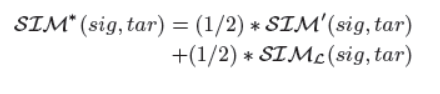 𝒮ℐℳ*(sig, tar) = (1/2) * 𝒮ℐℳ′(sig, tar)
+(1/2) * 𝒮ℐℳ_ℒ(sig, tar)